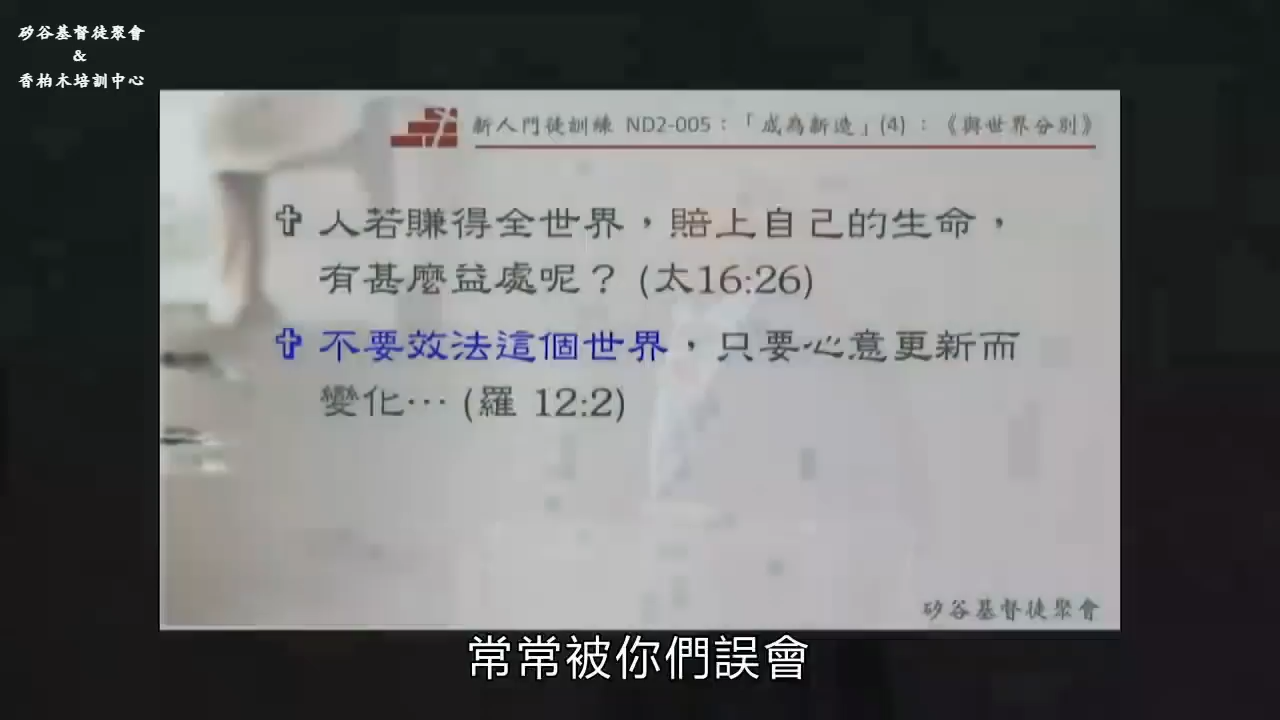 矽谷基督徒聚會
&
香柏木培訓中心
新人門徒訓練 ND2-005：「成為新造」(4) ：《與世界分別》
✞ 人若賺得全世界，賠上自己的生命，
有甚麼益處呢？ (太16:26)
✞ 不要效法這個世界，只要心意更新而
變化… (羅 12:2)
矽谷基督徒聚會
常常被你們誤會